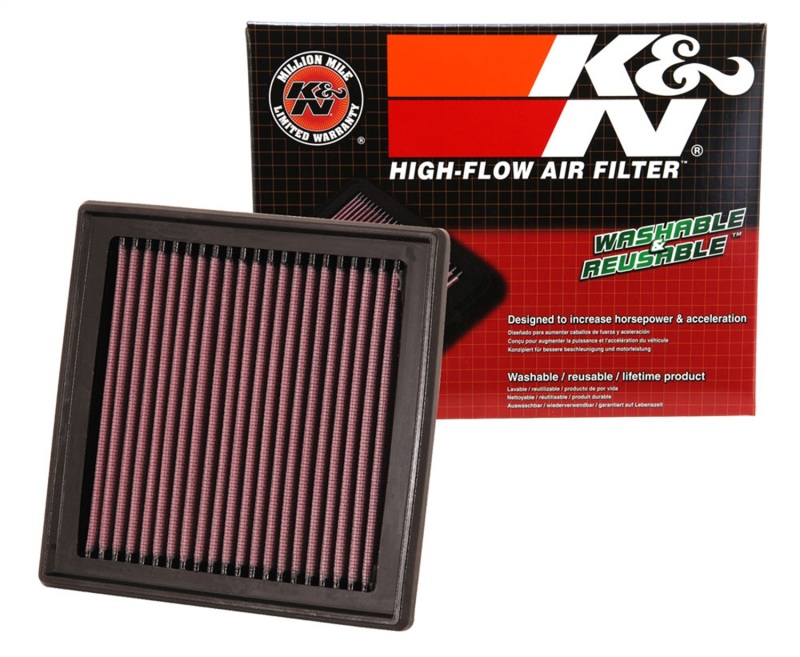 MILLION MILE
K&N
LIMITED WARRANTY
®
K&N®
HIGH-FLOW AIR FILTER™
WASHABLE
&
REUSABLE™
Designed to increase horsepower & acceleration
Diseñado para aumentar caballos de fuerza y aceleración
Conçu pour augmenter la puissance et l'accélération du véhicule
Konzipiert für bessere beschleunigung und motorleistung
Washable / reusable / lifetime product
Lavable / reutilizable / producto de por vida
Nettoyable / réutilisable / produit durable
Auswaschbar / wiederverwendbar / garantiert auf Lebenszeit